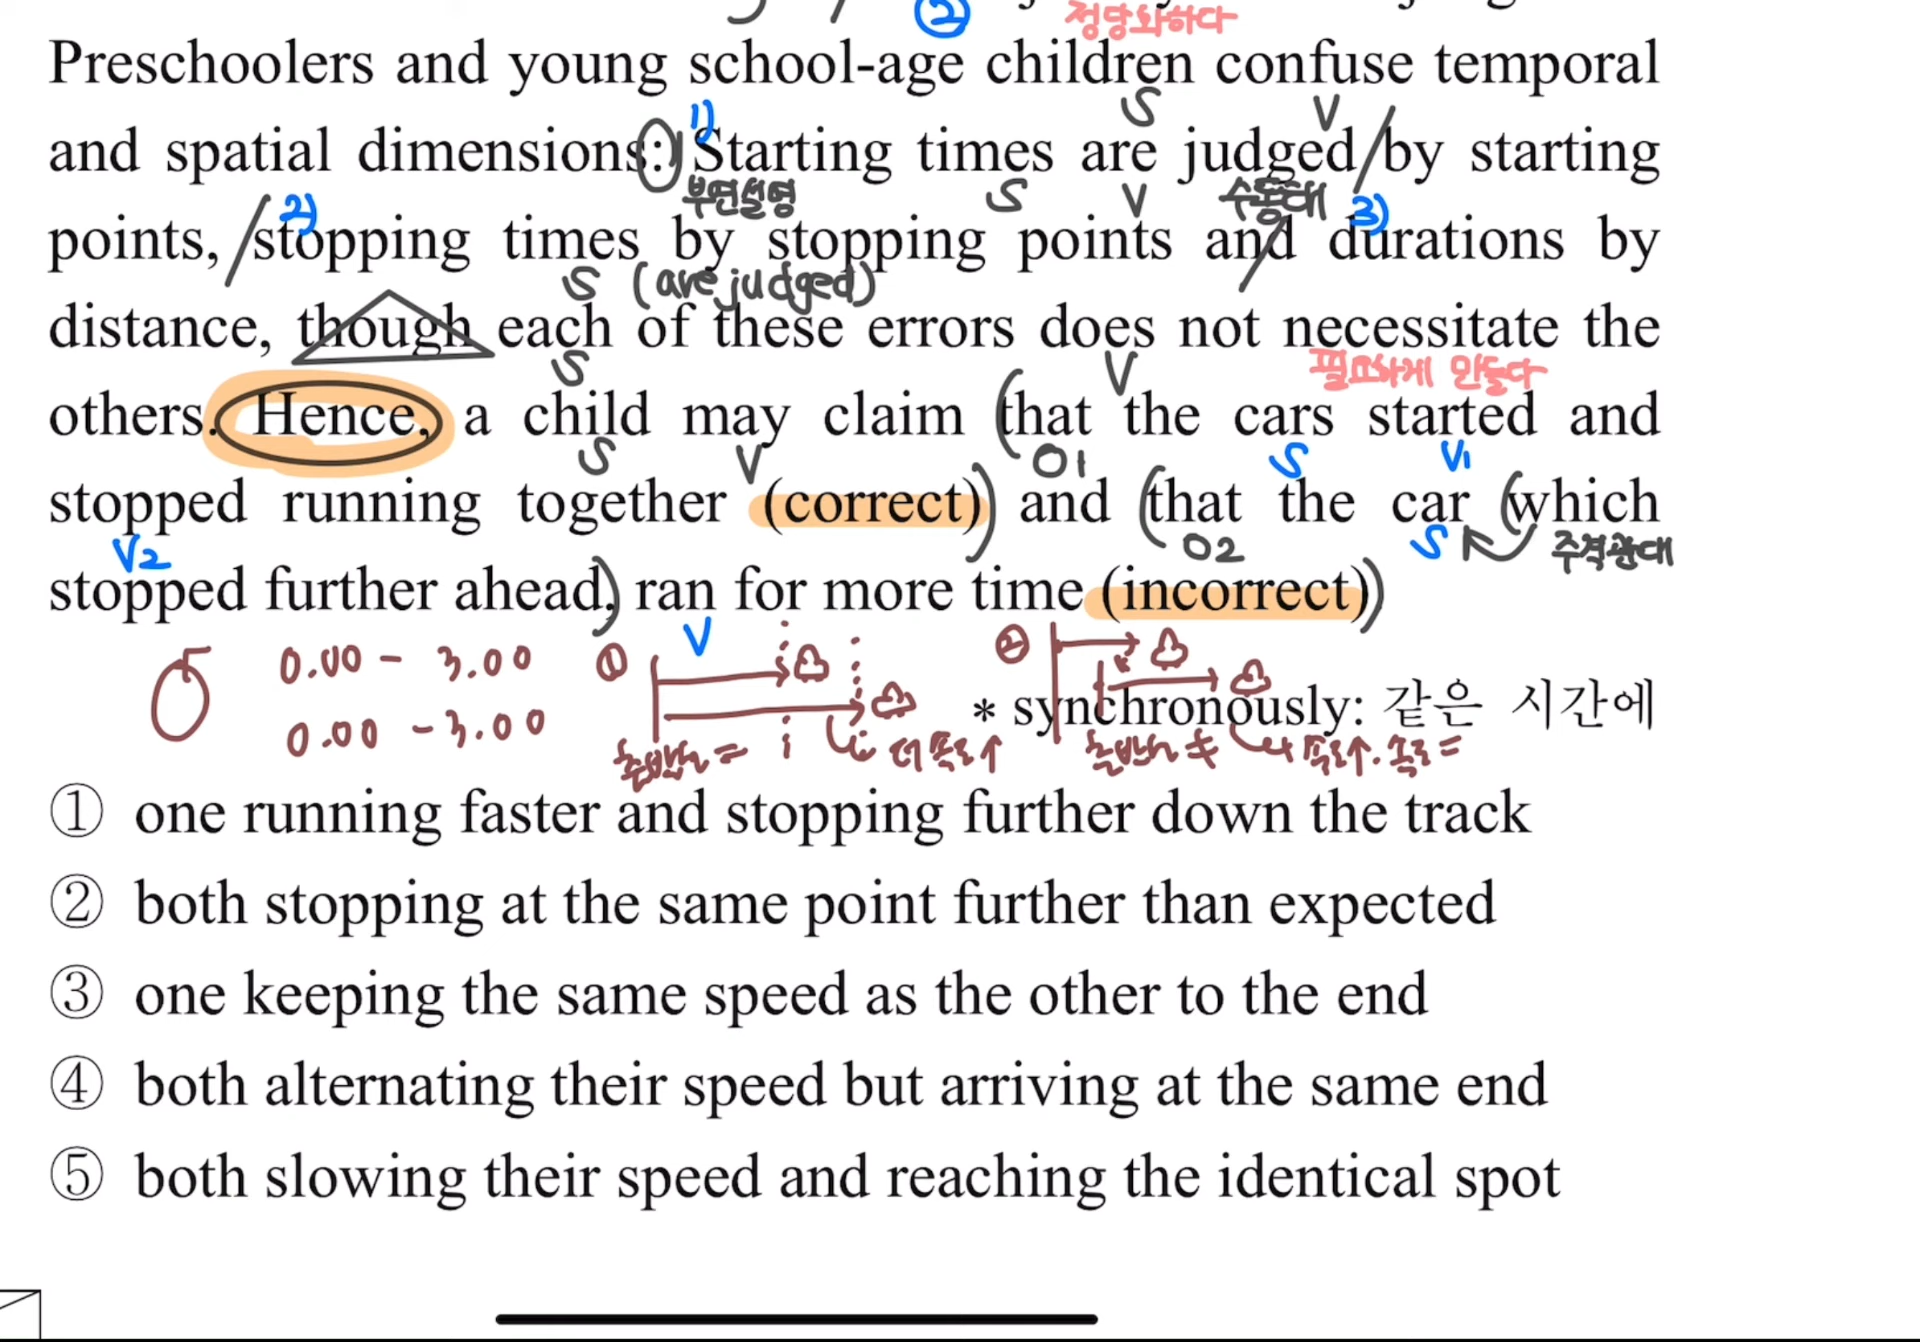 ② 정당화하다
Preschoolers and young school-age children confuse temporal
1) S V
and spatial dimensions: Starting times are judged by starting
2) 부연설명 S V 수동태 3)
points, stopping times by stopping points and durations by
S (are judged)
distance, though each of these errors does not necessitate the
S V 필요하게 만들다
others. Hence, a child may claim (that the cars started and
S V O1 S V1
stopped running together (correct)) and (that the car (which
V2 O2 S 주격관대
stopped further ahead,) ran for more time (incorrect))
V
0.00 - 3.00 ① ②
0.00 - 3.00
* synchronously: 같은 시간에
① one running faster and stopping further down the track
② both stopping at the same point further than expected
③ one keeping the same speed as the other to the end
④ both alternating their speed but arriving at the same end
⑤ both slowing their speed and reaching the identical spot